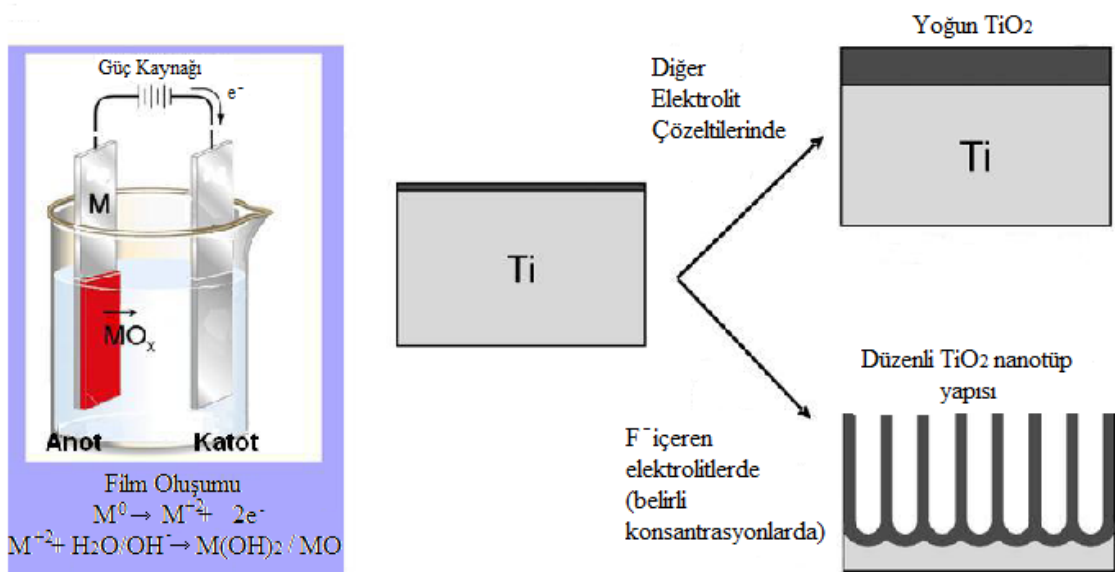 Güç Kaynağı
e⁻
M
MOₓ
Anot
Katot
Film Oluşumu
M⁰ → M⁺² + 2e⁻
M⁺² + H₂O/OH⁻ → M(OH)₂ / MO
Ti
Diğer
Elektrolit
Çözeltilerinde
Yoğun TiO₂
Ti
F⁻ içeren
elektrolitlerde
(belirli
konsantrasyonlarda)
Düzenli TiO₂ nanotüp
yapısı